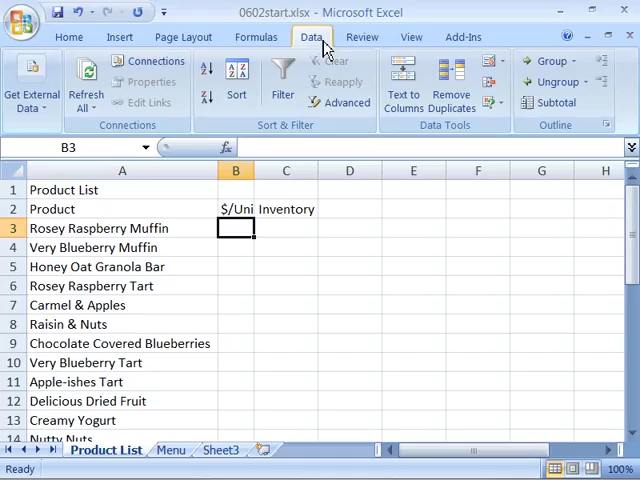 0602start.xlsx - Microsoft Excel
Home Insert Page Layout Formulas Data Review View Add-Ins
Get External Data
Refresh All
Connections
Properties
Edit Links
Connections
Sort
Filter
Clear
Reapply
Advanced
Sort & Filter
Text to Columns
Remove Duplicates
Data Tools
Group
Ungroup
Subtotal
Outline
B3 fx
A B C D E F G H
1 Product List
2 Product $/Uni Inventory
3 Rosey Raspberry Muffin
4 Very Blueberry Muffin
5 Honey Oat Granola Bar
6 Rosey Raspberry Tart
7 Carmel & Apples
8 Raisin & Nuts
9 Chocolate Covered Blueberries
10 Very Blueberry Tart
11 Apple-ishes Tart
12 Delicious Dried Fruit
13 Creamy Yogurt
14 Nutty Nuts
Product List Menu Sheet3
Ready 100%